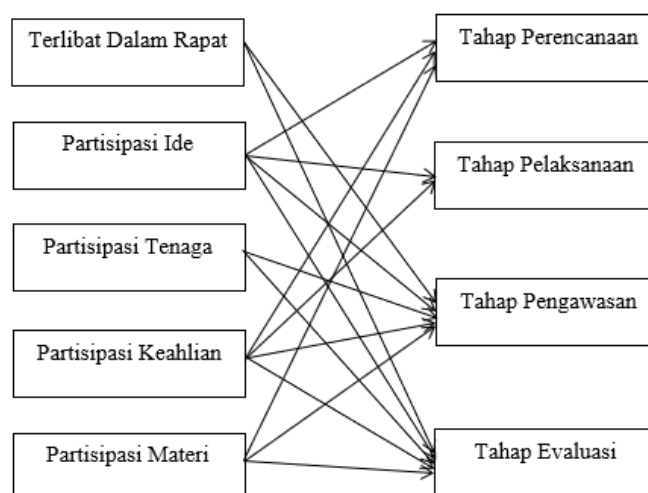 Terlibat Dalam Rapat
Partisipasi Ide
Partisipasi Tenaga
Partisipasi Keahlian
Partisipasi Materi
Tahap Perencanaan
Tahap Pelaksanaan
Tahap Pengawasan
Tahap Evaluasi